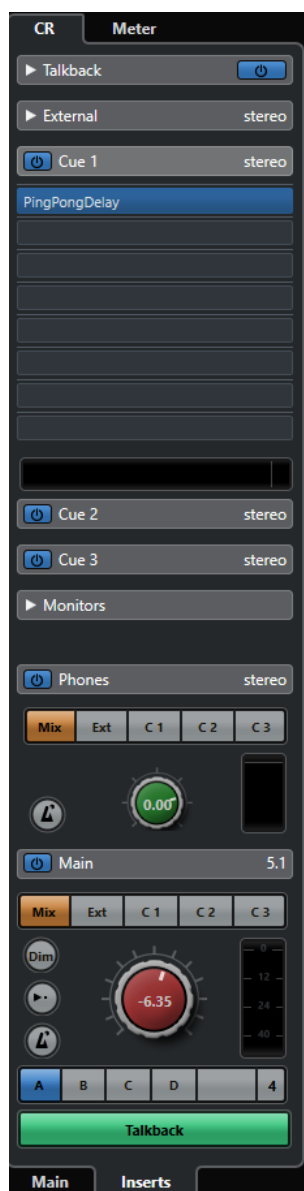 CR Meter
Talkback
External stereo
Cue 1 stereo
PingPongDelay
Cue 2 stereo
Cue 3 stereo
Monitors
Phones stereo
Mix Ext C 1 C 2 C 3
0.00
Main 5.1
Mix Ext C 1 C 2 C 3
Dim
0
12
-6.35
24
40
A B C D 4
Talkback
Main Inserts